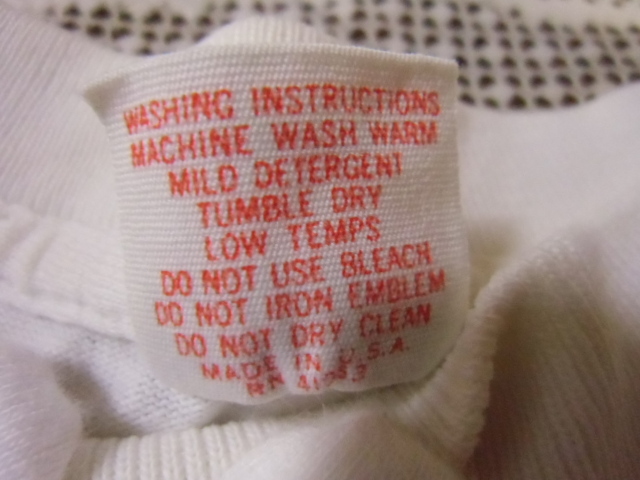 WASHING INSTRUCTIONS
MACHINE WASH WARM
MILD DETERGENT
TUMBLE DRY
LOW TEMPS
DO NOT USE BLEACH
DO NOT IRON EMBLEM
DO NOT DRY CLEAN
MADE IN U.S.A.
RN